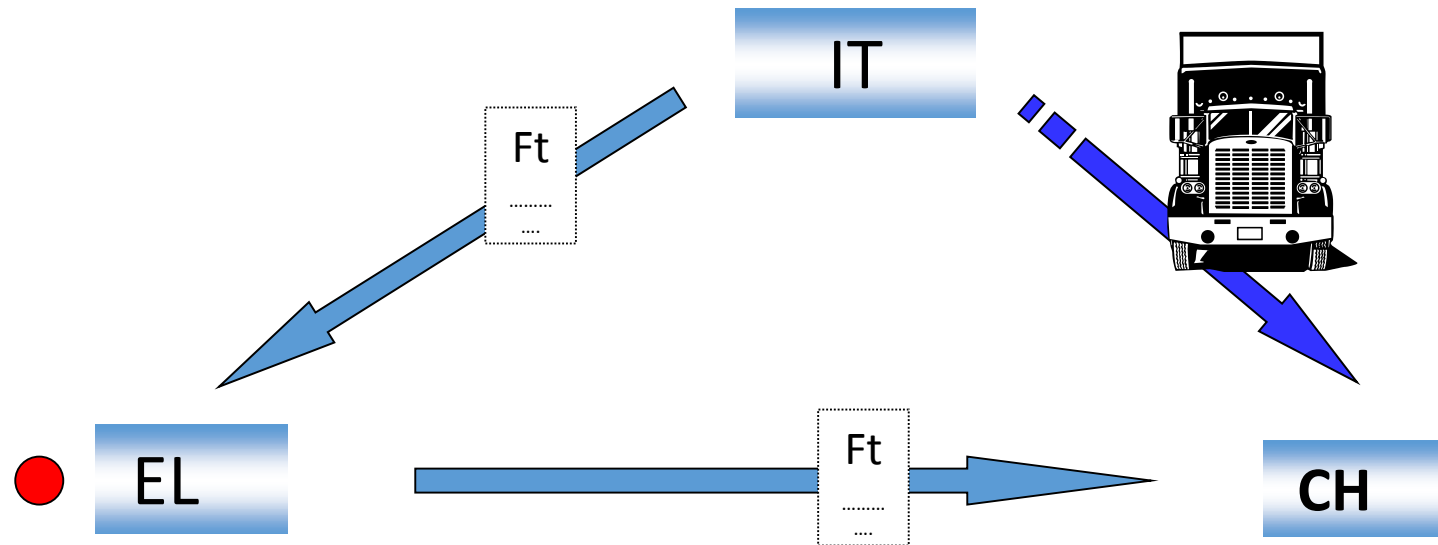 IT
Ft
………
….
EL
Ft
………
….
CH